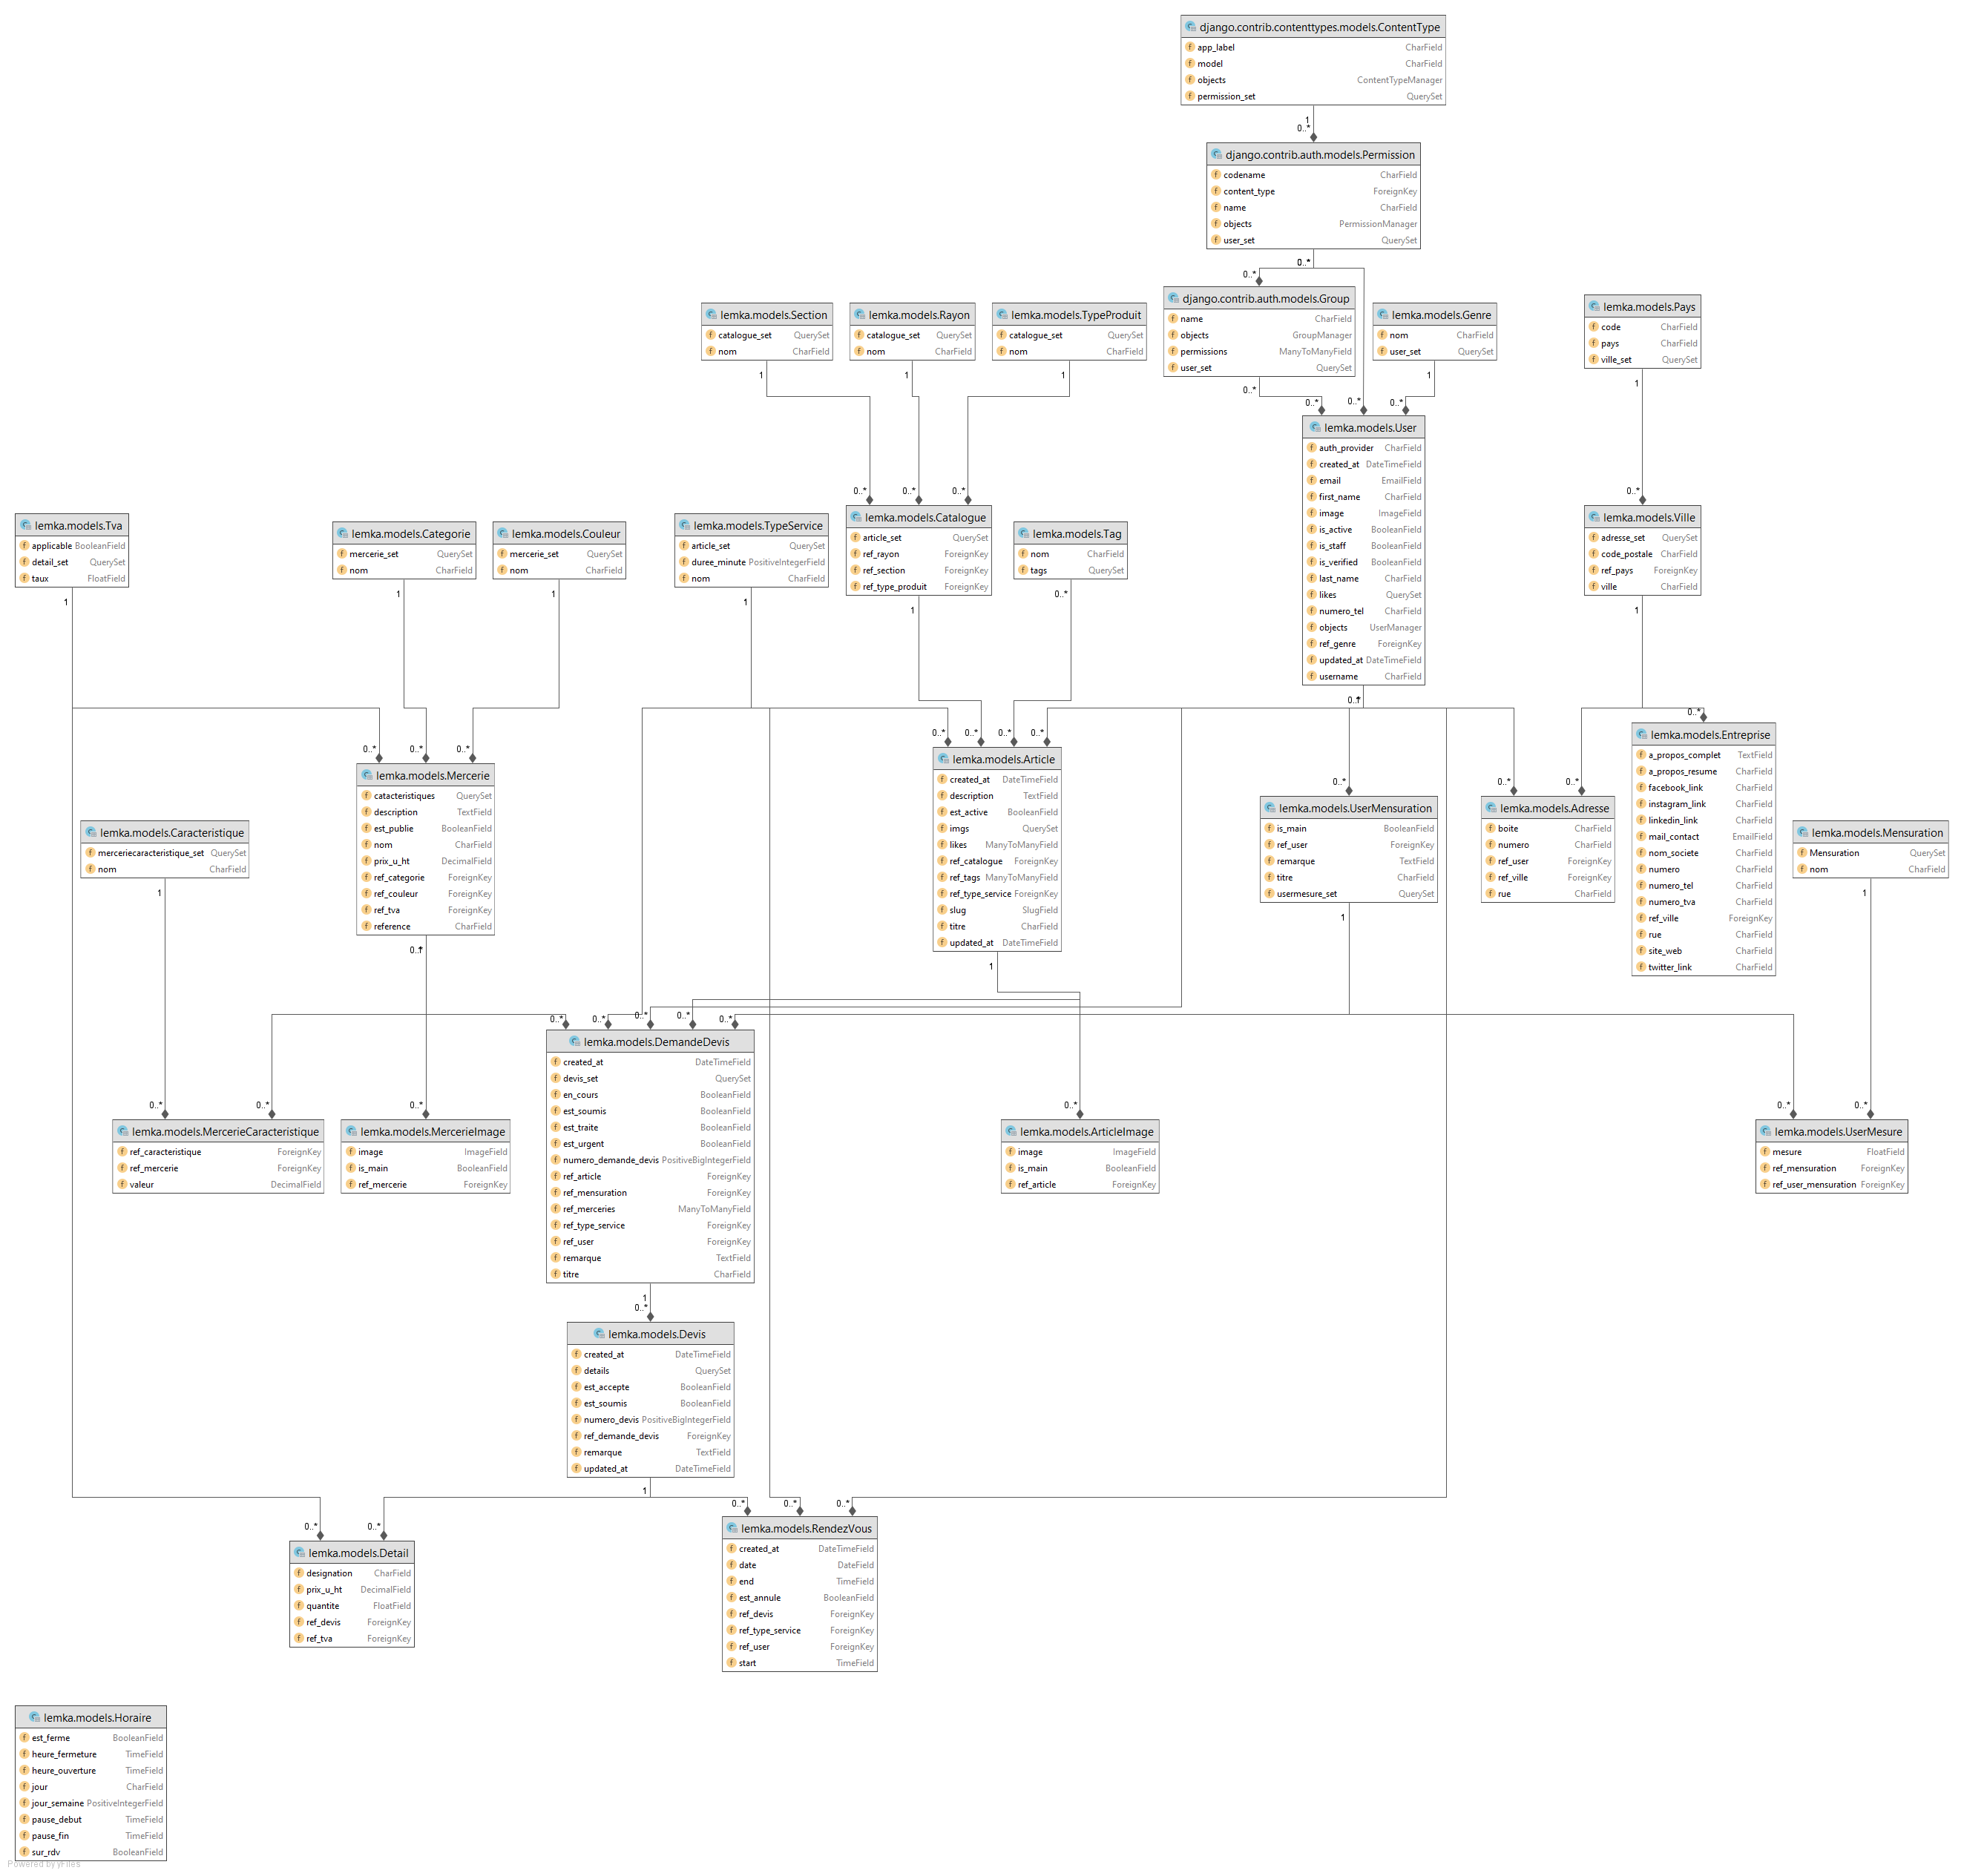 django.contrib.contenttypes.models.ContentType
app_label CharField
model CharField
objects ContentTypeManager
permission_set QuerySet
1
0..*
django.contrib.auth.models.Permission
codename CharField
content_type ForeignKey
name CharField
objects PermissionManager
user_set QuerySet
0..*
0..*
0..*
django.contrib.auth.models.Group
name CharField
objects GroupManager
permissions ManyToManyField
user_set QuerySet
0..*
0..*
lemka.models.Genre
nom CharField
user_set QuerySet
1
0..*
lemka.models.Section
catalogue_set QuerySet
nom CharField
1
0..*
lemka.models.Rayon
catalogue_set QuerySet
nom CharField
1
0..*
lemka.models.TypeProduit
catalogue_set QuerySet
nom CharField
1
0..*
lemka.models.Pays
code CharField
pays CharField
ville_set QuerySet
1
0..*
lemka.models.User
auth_provider CharField
created_at DateTimeField
email EmailField
first_name CharField
image ImageField
is_active BooleanField
is_staff BooleanField
is_verified BooleanField
last_name CharField
likes QuerySet
numero_tel CharField
objects UserManager
ref_genre ForeignKey
updated_at DateTimeField
username CharField
lemka.models.Tva
applicable BooleanField
detail_set QuerySet
taux FloatField
1
0..*
lemka.models.Categorie
mercerie_set QuerySet
nom CharField
1
0..*
lemka.models.Couleur
mercerie_set QuerySet
nom CharField
1
0..*
lemka.models.TypeService
article_set QuerySet
duree_minute PositiveIntegerField
nom CharField
1
0..*
lemka.models.Catalogue
article_set QuerySet
ref_rayon ForeignKey
ref_section ForeignKey
ref_type_produit ForeignKey
1
0..*
lemka.models.Tag
nom CharField
tags QuerySet
0..*
0..*
0..*
lemka.models.Ville
adresse_set QuerySet
code_postale CharField
ref_pays ForeignKey
ville CharField
1
0..*
lemka.models.Mercerie
catacteristiques QuerySet
description TextField
est_publie BooleanField
nom CharField
prix_u_ht DecimalField
ref_categorie ForeignKey
ref_couleur ForeignKey
ref_tva ForeignKey
reference CharField
lemka.models.Article
created_at DateTimeField
description TextField
est_active BooleanField
imgs QuerySet
likes ManyToManyField
ref_catalogue ForeignKey
ref_tags ManyToManyField
ref_type_service ForeignKey
slug SlugField
titre CharField
updated_at DateTimeField
1
0..*
lemka.models.UserMensuration
is_main BooleanField
ref_user ForeignKey
remarque TextField
titre CharField
usermesure_set QuerySet
1
0..*
0..*
lemka.models.Adresse
boite CharField
numero CharField
ref_user ForeignKey
ref_ville ForeignKey
rue CharField
lemka.models.Entreprise
a_propos_complet TextField
a_propos_resume CharField
facebook_link CharField
instagram_link CharField
linkedin_link CharField
mail_contact EmailField
nom_societe CharField
numero CharField
numero_tel CharField
numero_tva CharField
ref_ville ForeignKey
rue CharField
site_web CharField
twitter_link CharField
lemka.models.Caracteristique
merceriecaracteristique_set QuerySet
nom CharField
1
lemka.models.Mensuration
Mensuration QuerySet
nom CharField
1
0..*
0..*
0..*
0..*
0..*
lemka.models.DemandeDevis
created_at DateTimeField
devis_set QuerySet
en_cours BooleanField
est_soumis BooleanField
est_traite BooleanField
est_urgent BooleanField
numero_demande_devis PositiveBigIntegerField
ref_article ForeignKey
ref_mensuration ForeignKey
ref_merceries ManyToManyField
ref_type_service ForeignKey
ref_user ForeignKey
remarque TextField
titre CharField
1
0..*
0..*
0..*
lemka.models.MercerieCaracteristique
ref_caracteristique ForeignKey
ref_mercerie ForeignKey
valeur DecimalField
0..*
lemka.models.MercerieImage
image ImageField
is_main BooleanField
ref_mercerie ForeignKey
0..*
lemka.models.ArticleImage
image ImageField
is_main BooleanField
ref_article ForeignKey
0..*
0..*
lemka.models.UserMesure
mesure FloatField
ref_mensuration ForeignKey
ref_user_mensuration ForeignKey
lemka.models.Devis
created_at DateTimeField
details QuerySet
est_accepte BooleanField
est_soumis BooleanField
numero_devis PositiveBigIntegerField
ref_demande_devis ForeignKey
remarque TextField
updated_at DateTimeField
1
0..*
0..*
0..*
0..*
0..*
lemka.models.Detail
designation CharField
prix_u_ht DecimalField
quantite FloatField
ref_devis ForeignKey
ref_tva ForeignKey
lemka.models.RendezVous
created_at DateTimeField
date DateField
end TimeField
est_annule BooleanField
ref_devis ForeignKey
ref_type_service ForeignKey
ref_user ForeignKey
start TimeField
lemka.models.Horaire
est_ferme BooleanField
heure_fermeture TimeField
heure_ouverture TimeField
jour CharField
jour_semaine PositiveIntegerField
pause_debut TimeField
pause_fin TimeField
sur_rdv BooleanField
Powered by yFiles